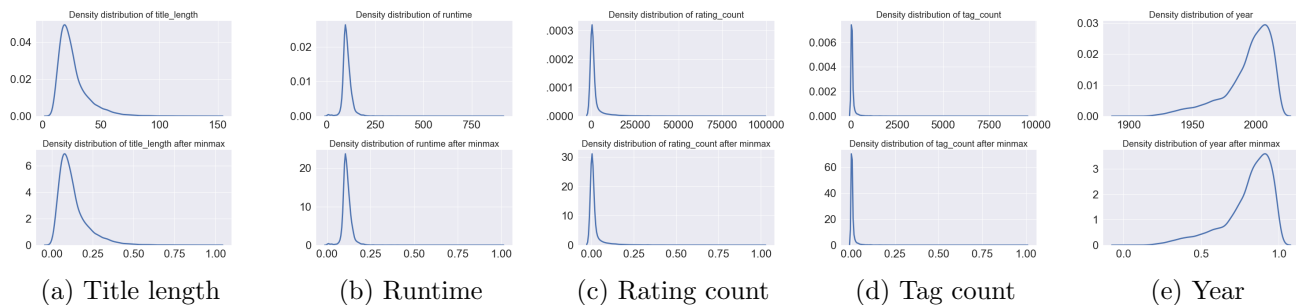 Density distribution of title_length
0.04
0.02
0.00
0 50 100 150
Density distribution of title_length after minmax
6
4
2
0
0.00 0.25 0.50 0.75 1.00
(a) Title length
Density distribution of runtime
0.02
0.01
0.00
0 250 500 750
Density distribution of runtime after minmax
20
10
0
0.00 0.25 0.50 0.75 1.00
(b) Runtime
Density distribution of rating_count
.0003
.0002
.0001
.0000
0 25000 50000 75000 100000
Density distribution of rating_count after minmax
30
20
10
0
0.00 0.25 0.50 0.75 1.00
(c) Rating count
Density distribution of tag_count
0.006
0.004
0.002
0.000
0 2500 5000 7500 10000
Density distribution of tag_count after minmax
60
40
20
0
0.00 0.25 0.50 0.75 1.00
(d) Tag count
Density distribution of year
0.03
0.02
0.01
0.00
1900 1950 2000
Density distribution of year after minmax
3
2
1
0
0.0 0.5 1.0
(e) Year